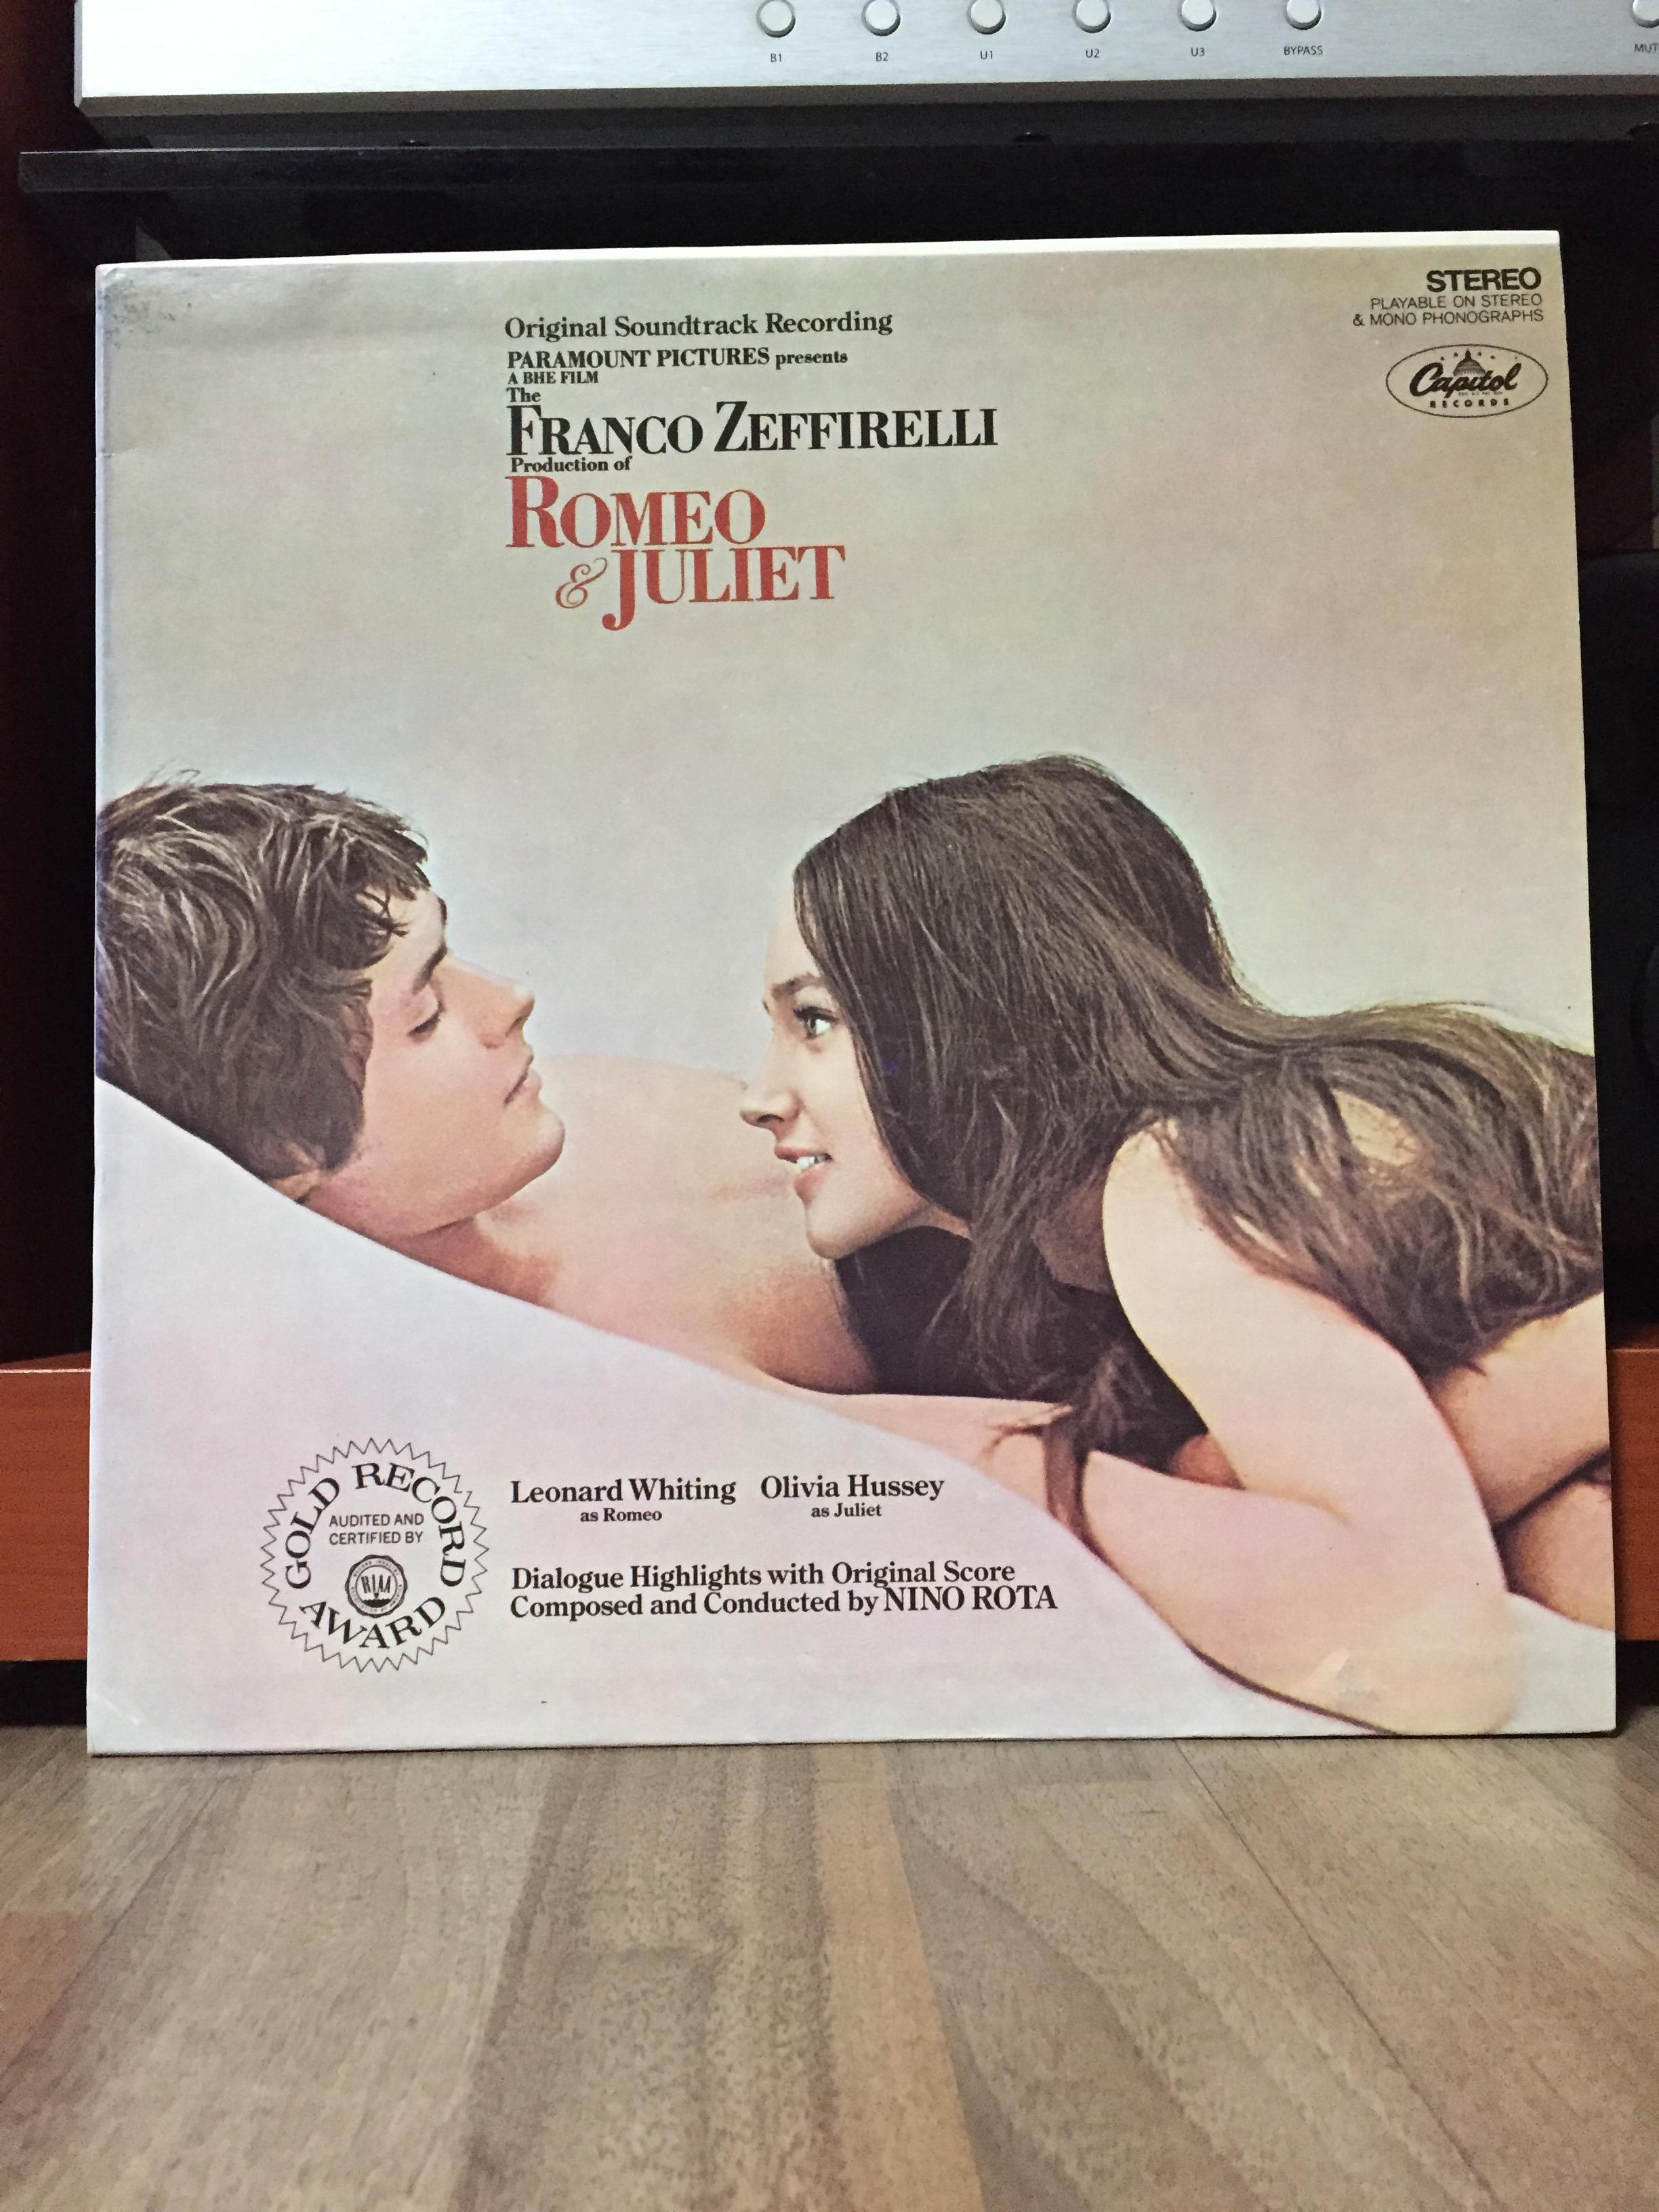 B1 B2 U1 U2 U3 BYPASS
STEREO
PLAYABLE ON STEREO
& MONO PHONOGRAPHS
Capitol
RECORDS
Original Soundtrack Recording
PARAMOUNT PICTURES presents
A BHE FILM
The
FRANCO ZEFFIRELLI
Production of
ROMEO
& JULIET
GOLD RECORD
AUDITED AND
CERTIFIED BY
RIAA
AWARD
Leonard Whiting Olivia Hussey
as Romeo as Juliet
Dialogue Highlights with Original Score
Composed and Conducted by NINO ROTA